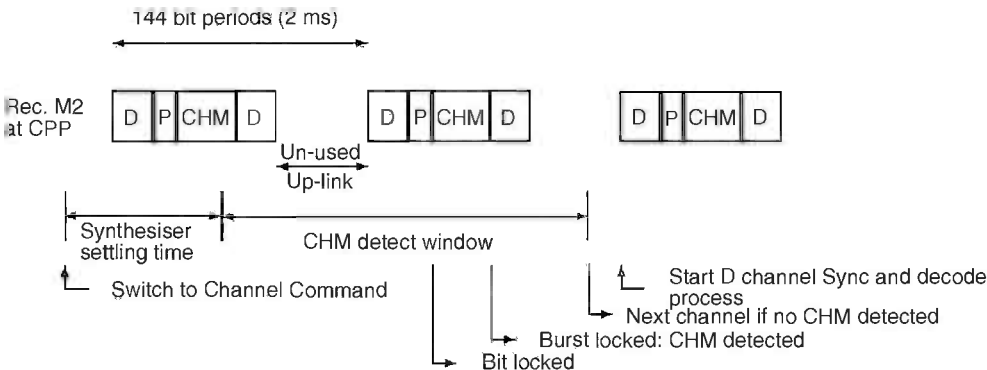 144 bit periods (2 ms)
Rec. M2
at CPP
D P CHM D
D P CHM D
D P CHM D
Un-used
Up-link
Synthesiser
settling time
CHM detect window
Switch to Channel Command
Start D channel Sync and decode
process
Next channel if no CHM detected
Burst locked: CHM detected
Bit locked